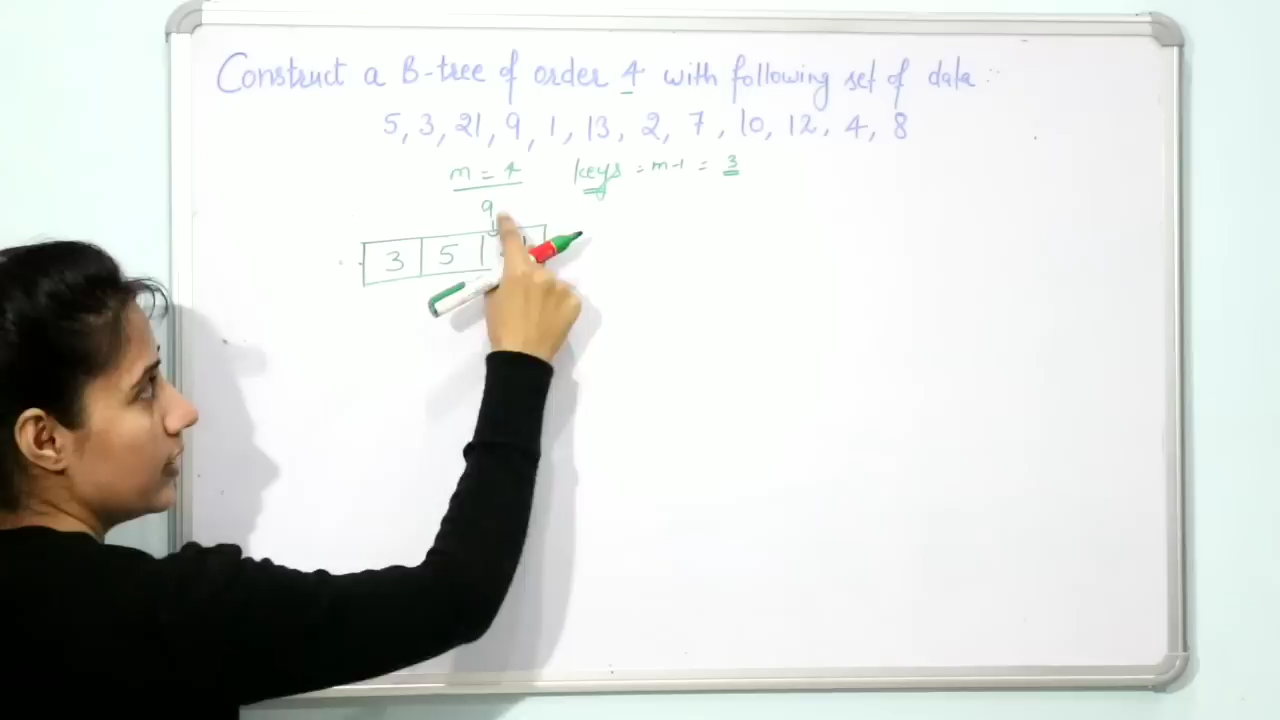 Construct a B-tree of order 4 with following set of data :-
5, 3, 21, 9, 1, 13, 2, 7, 10, 12, 4, 8
m = 4 keys = m-1 = 3
9
3 5